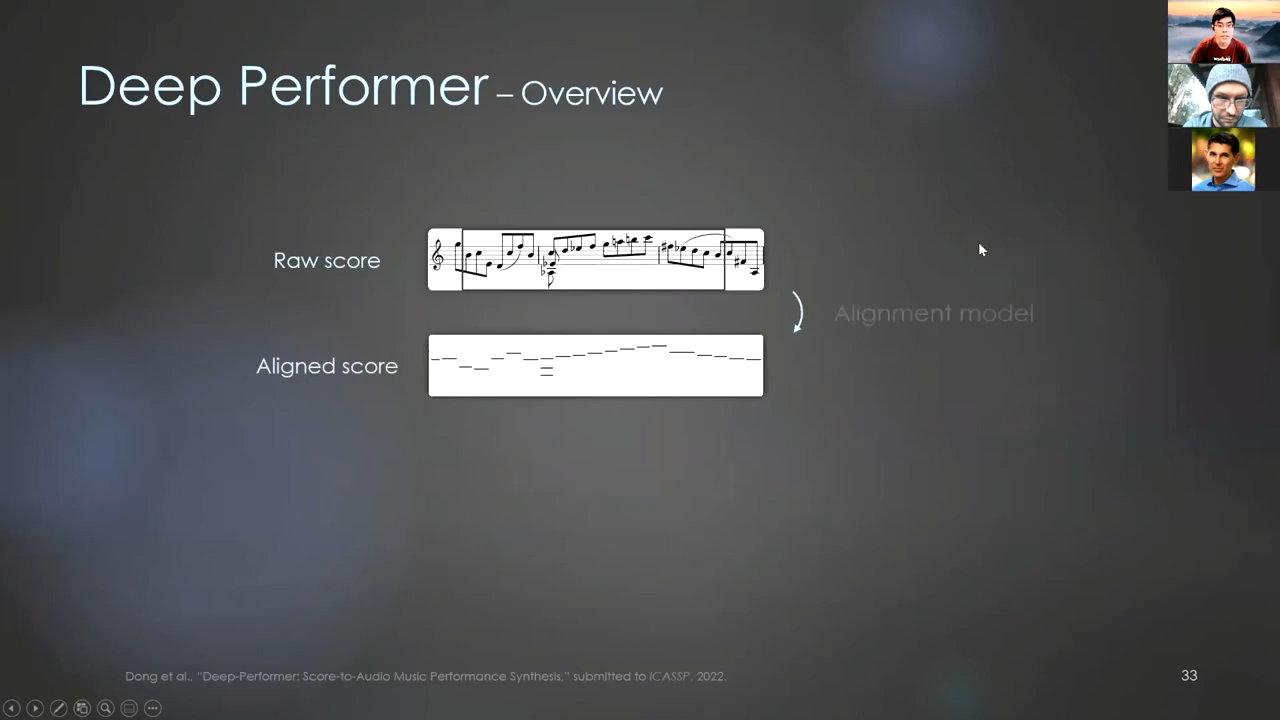 Deep Performer – Overview
Raw score
Alignment model
Aligned score
Dong et al., “Deep-Performer: Score-to-Audio Music Performance Synthesis,” submitted to ICASSP, 2022.
33